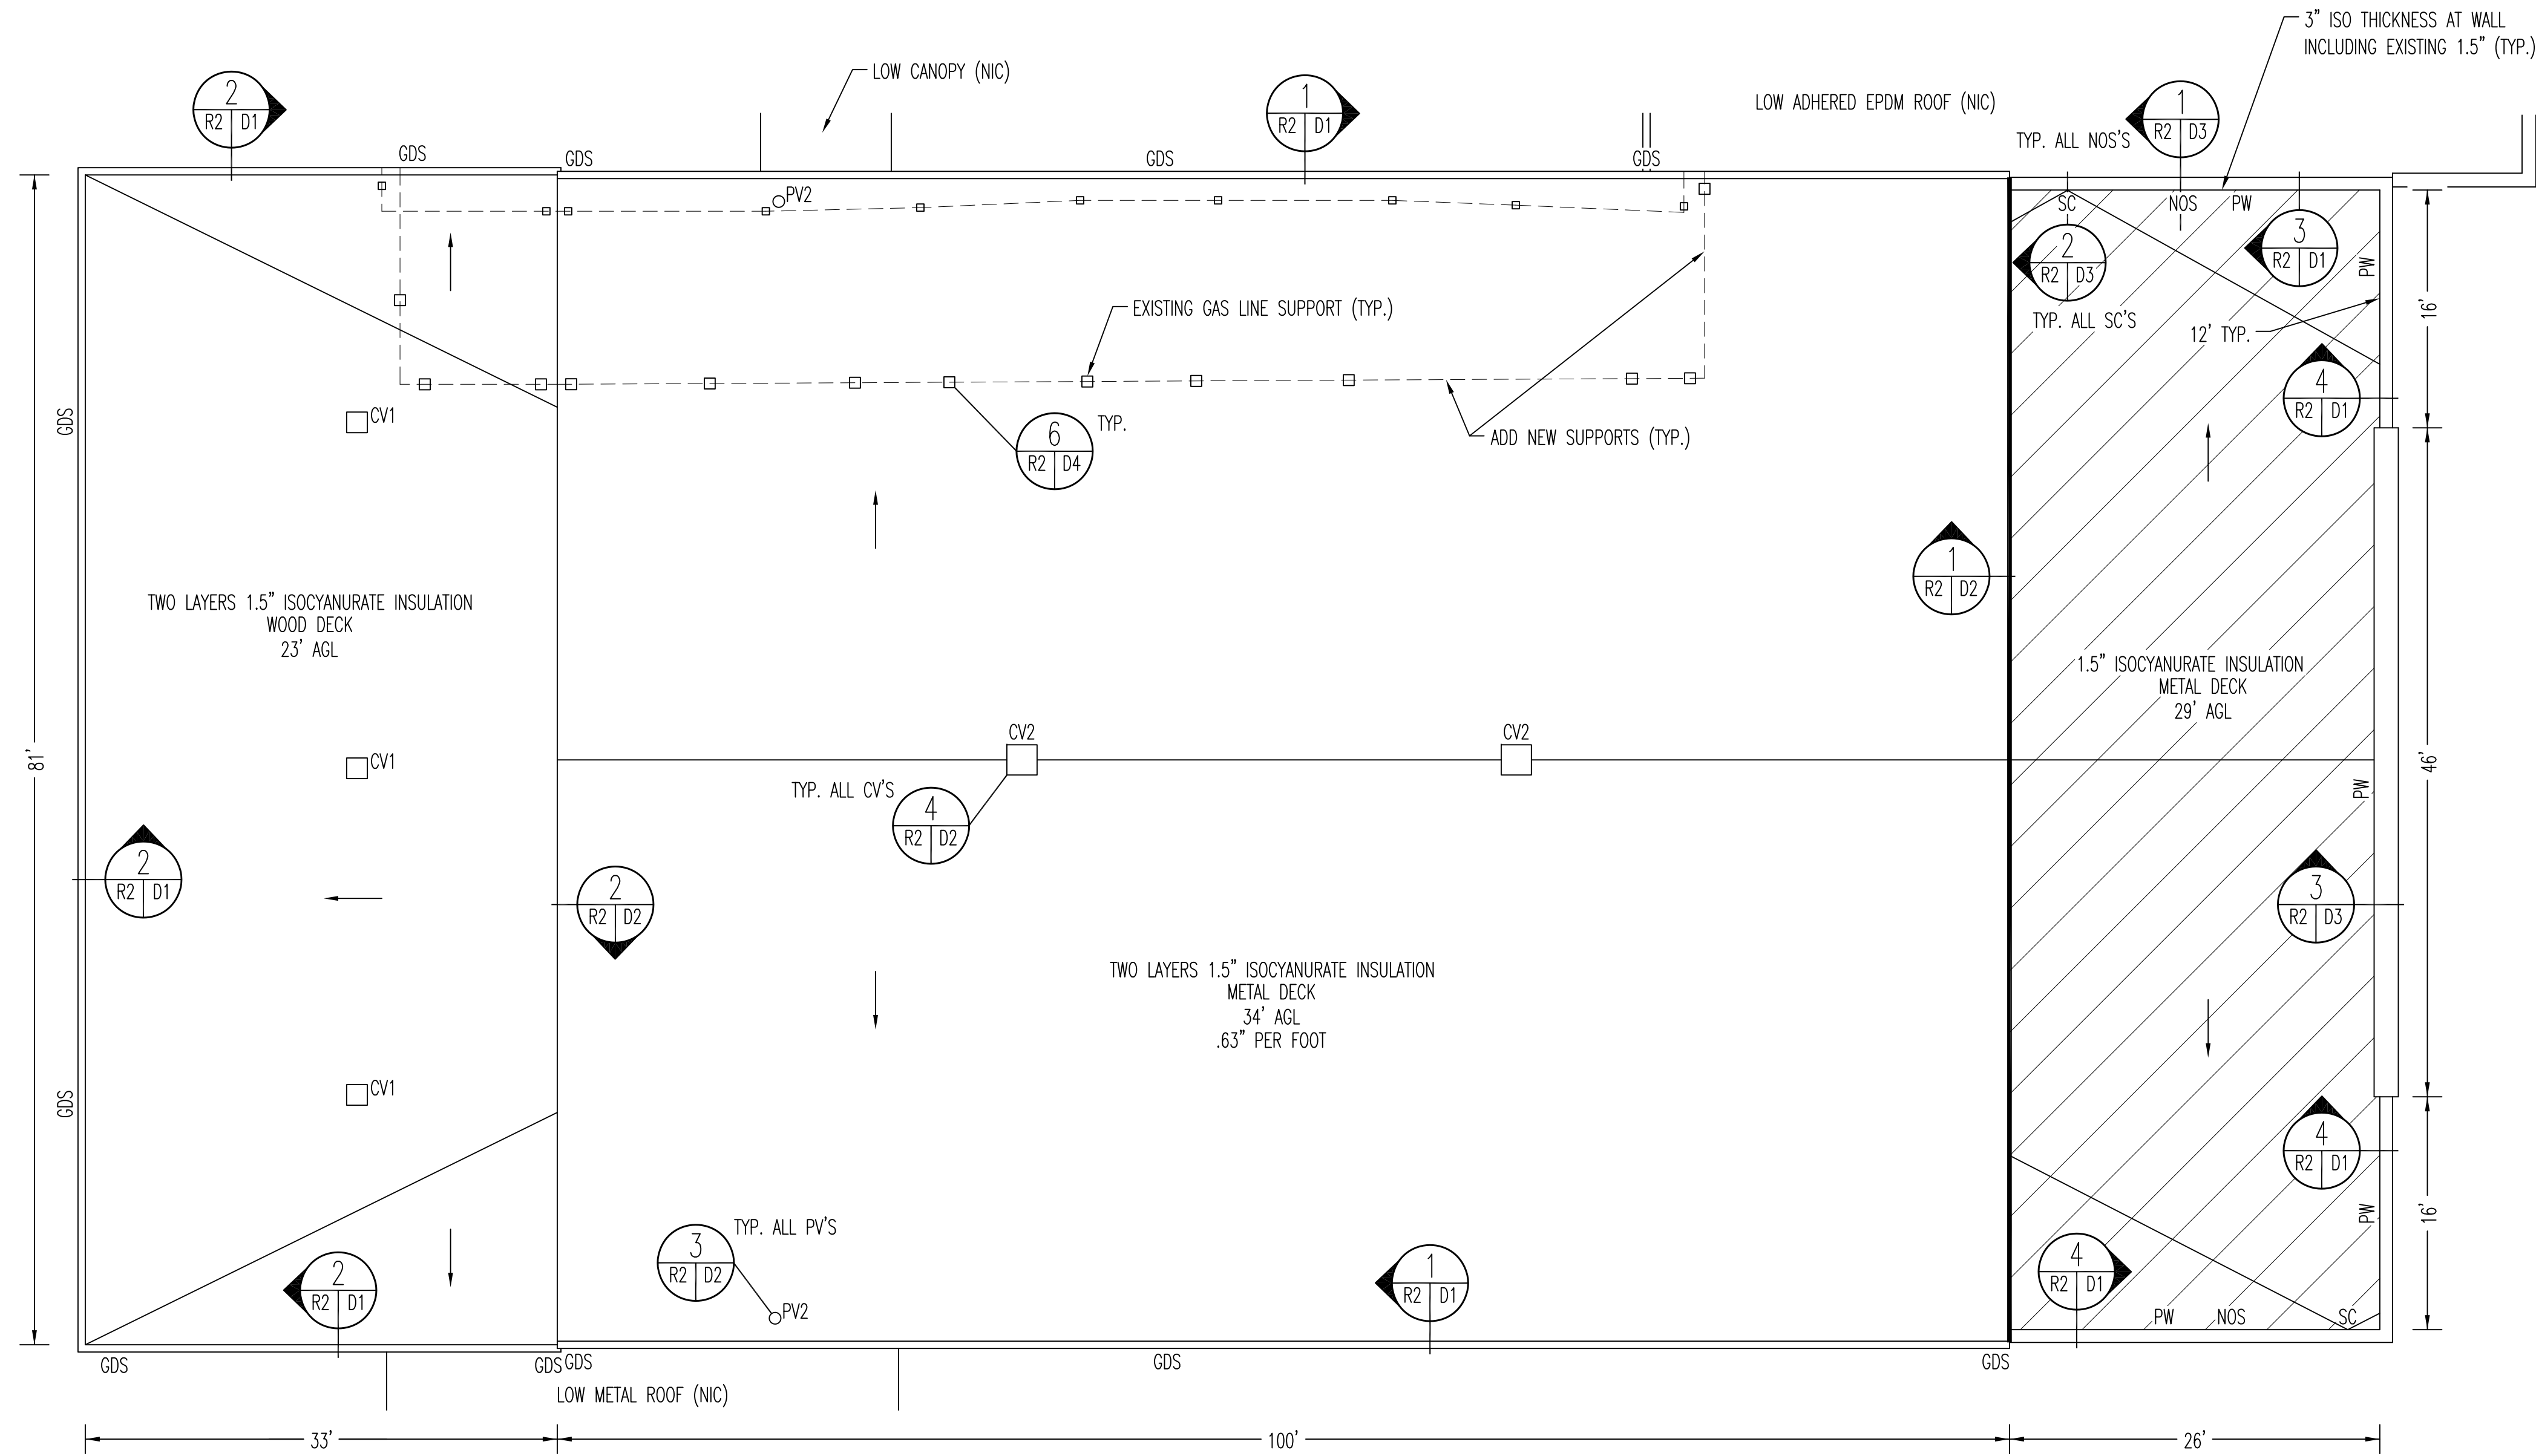 3" ISO THICKNESS AT WALL
INCLUDING EXISTING 1.5" (TYP.)
LOW CANOPY (NIC)
2
R2 D1
1
R2 D1
LOW ADHERED EPDM ROOF (NIC)
1
R2 D3
TYP. ALL NOS'S
GDS
GDS
GDS
GDS
PV2
SC
NOS
PW
2
R2 D3
TYP. ALL SC'S
3
R2 D1
PW
12' TYP.
16'
EXISTING GAS LINE SUPPORT (TYP.)
4
R2 D1
GDS
CV1
6
R2 D4
TYP.
ADD NEW SUPPORTS (TYP.)
1
R2 D2
TWO LAYERS 1.5" ISOCYANURATE INSULATION
WOOD DECK
23' AGL
1.5" ISOCYANURATE INSULATION
METAL DECK
29' AGL
81'
CV1
CV2
CV2
46'
TYP. ALL CV'S
4
R2 D2
PW
2
R2 D1
2
R2 D2
3
R2 D3
TWO LAYERS 1.5" ISOCYANURATE INSULATION
METAL DECK
34' AGL
.63" PER FOOT
GDS
CV1
4
R2 D1
16'
PW
TYP. ALL PV'S
3
R2 D2
PV2
2
R2 D1
1
R2 D1
4
R2 D1
PW
NOS
SC
GDS
GDS
GDS
GDS
GDS
LOW METAL ROOF (NIC)
33'
100'
26'